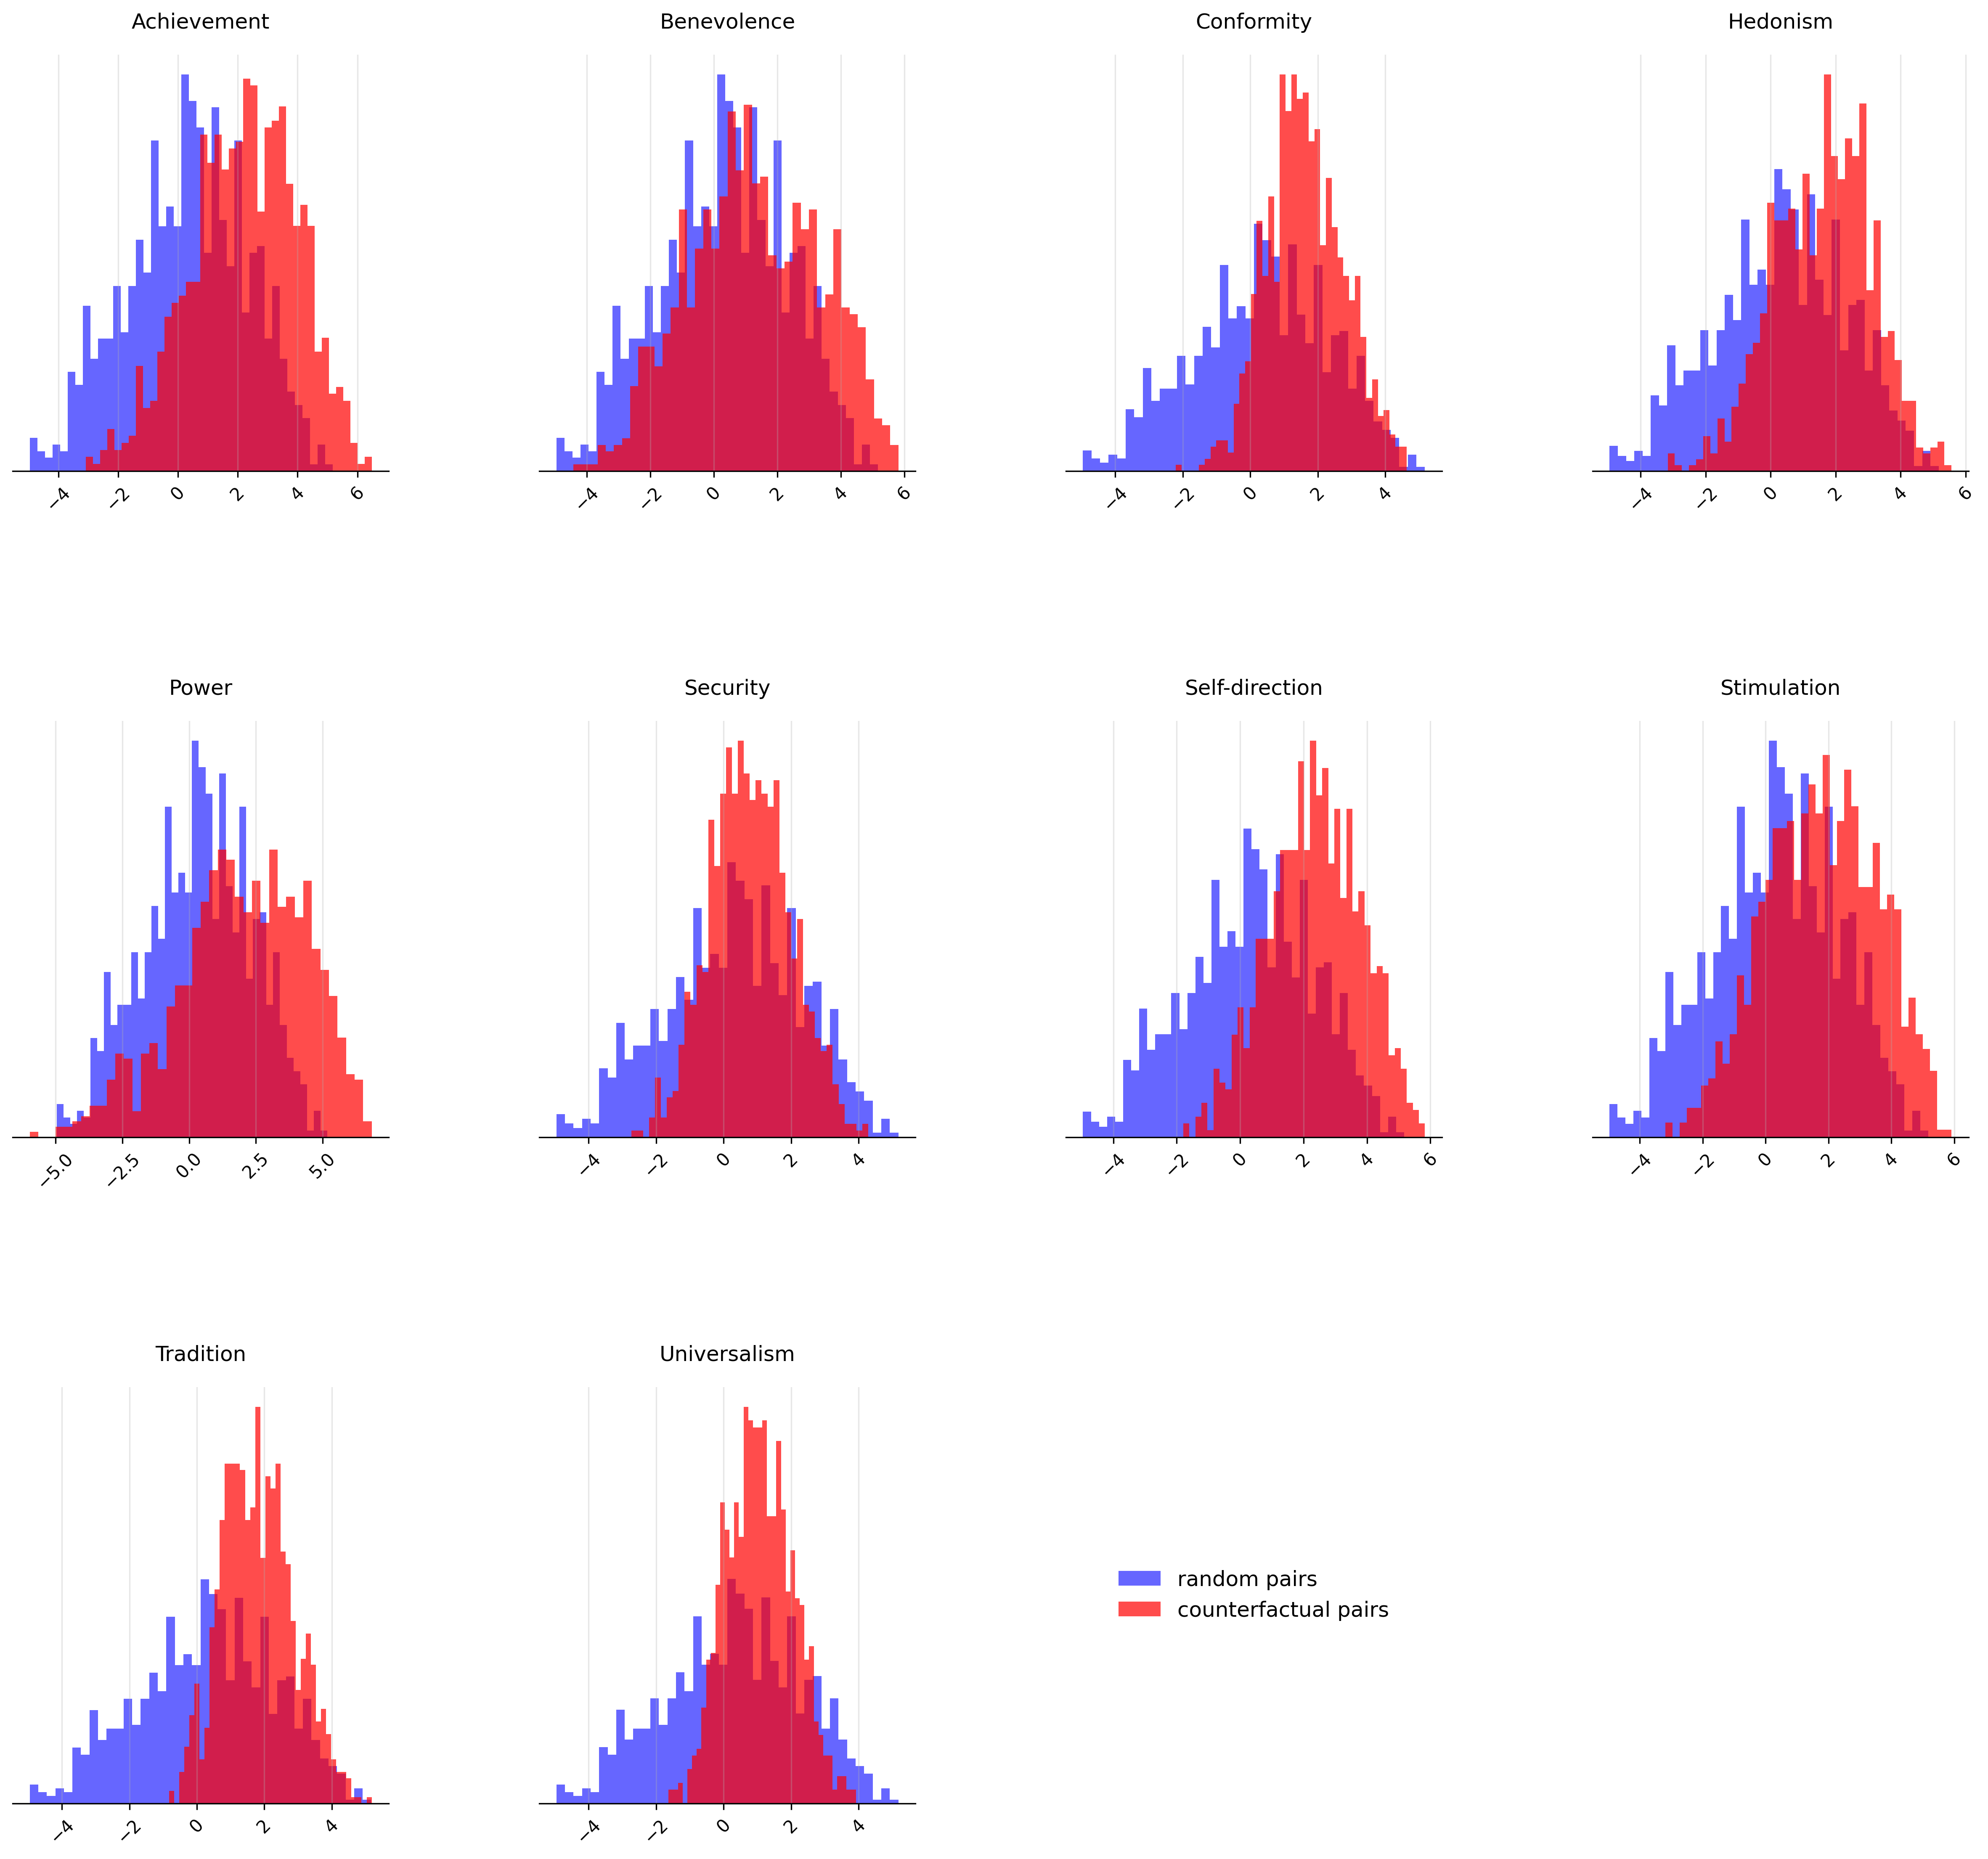 Achievement
Benevolence
Conformity
Hedonism
−4 −2 0 2 4 6
−4 −2 0 2 4 6
−4 −2 0 2 4
−4 −2 0 2 4 6
Power
Security
Self-direction
Stimulation
−5.0 −2.5 0.0 2.5 5.0
−4 −2 0 2 4
−4 −2 0 2 4 6
−4 −2 0 2 4 6
Tradition
Universalism
random pairs
counterfactual pairs
−4 −2 0 2 4
−4 −2 0 2 4